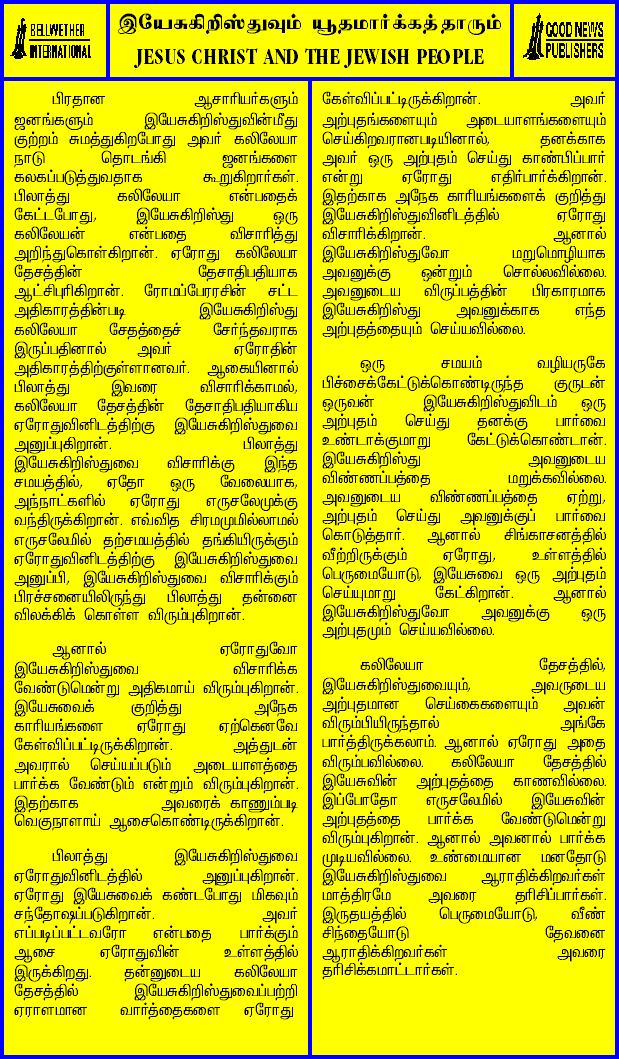 BELLWETHER
INTERNATIONAL
இயேசுகிறிஸ்துவும் யூதமார்க்கத்தாரும்
JESUS CHRIST AND THE JEWISH PEOPLE
GOOD NEWS
PUBLISHERS
பிரதான ஆசாரியர்களும்
ஜனங்களும் இயேசுகிறிஸ்துவின்மீது
குற்றம் சுமத்துகிறபோது அவர் கலிலேயா
நாடு தொடங்கி ஜனங்களை
கலகப்படுத்துவதாக கூறுகிறார்கள்.
பிலாத்து கலிலேயா என்பதைக்
கேட்டபோது, இயேசுகிறிஸ்து ஒரு
கலிலேயன் என்பதை விசாரித்து
அறிந்துகொள்கிறான். ஏரோது கலிலேயா
தேசத்தின் தேசாதிபதியாக
ஆட்சிபுரிகிறான். ரோமப்பேரரசின் சட்ட
அதிகாரத்தின்படி இயேசுகிறிஸ்து
கலிலேயா சேதத்தைச் சேர்ந்தவராக
இருப்பதினால் அவர் ஏரோதின்
அதிகாரத்திற்குள்ளானவர். ஆகையினால்
பிலாத்து இவரை விசாரிக்காமல்,
கலிலேயா தேசத்தின் தேசாதிபதியாகிய
ஏரோதுவினிடத்திற்கு இயேசுகிறிஸ்துவை
அனுப்புகிறான். பிலாத்து
இயேசுகிறிஸ்துவை விசாரிக்கு இந்த
சமயத்தில், ஏதோ ஒரு வேலையாக,
அந்நாட்களில் ஏரோது எருசலேமுக்கு
வந்திருக்கிறான். எவ்வித சிரமமுமில்லாமல்
எருசலேமில் தற்சமயத்தில் தங்கியிருக்கும்
ஏரோதுவினிடத்திற்கு இயேசுகிறிஸ்துவை
அனுப்பி, இயேசுகிறிஸ்துவை விசாரிக்கும்
பிரச்சனையிலிருந்து பிலாத்து தன்னை
விலக்கிக் கொள்ள விரும்புகிறான்.
ஆனால் ஏரோதுவோ
இயேசுகிறிஸ்துவை விசாரிக்க
வேண்டுமென்று அதிகமாய் விரும்புகிறான்.
இயேசுவைக் குறித்து அநேக
காரியங்களை ஏரோது ஏற்கெனவே
கேள்விப்பட்டிருக்கிறான். அத்துடன்
அவரால் செய்யப்படும் அடையாளத்தை
பார்க்க வேண்டும் என்றும் விரும்புகிறான்.
இதற்காக அவரைக் காணும்படி
வெகுநாளாய் ஆசைகொண்டிருக்கிறான்.
பிலாத்து இயேசுகிறிஸ்துவை
ஏரோதுவினிடத்தில் அனுப்புகிறான்.
ஏரோது இயேசுவைக் கண்டபோது மிகவும்
சந்தோஷப்படுகிறான். அவர்
எப்படிப்பட்டவரோ என்பதை பார்க்கும்
ஆசை ஏரோதுவின் உள்ளத்தில்
இருக்கிறது. தன்னுடைய கலிலேயா
தேசத்தில் இயேசுகிறிஸ்துவைப்பற்றி
ஏராளமான வார்த்தைகளை ஏரோது
கேள்விப்பட்டிருக்கிறான். அவர்
அற்புதங்களையும் அடையாளங்களையும்
செய்கிறவரானபடியினால், தனக்காக
அவர் ஒரு அற்புதம் செய்து காண்பிப்பார்
என்று ஏரோது எதிர்பார்க்கிறான்.
இதற்காக அநேக காரியங்களைக் குறித்து
இயேசுகிறிஸ்துவினிடத்தில் ஏரோது
விசாரிக்கிறான். ஆனால்
இயேசுகிறிஸ்துவோ மறுமொழியாக
அவனுக்கு ஒன்றும் சொல்லவில்லை.
அவனுடைய விருப்பத்தின் பிரகாரமாக
இயேசுகிறிஸ்து அவனுக்காக எந்த
அற்புதத்தையும் செய்யவில்லை.
ஒரு சமயம் வழியருகே
பிச்சைக்கேட்டுக்கொண்டிருந்த குருடன்
ஒருவன் இயேசுகிறிஸ்துவிடம் ஒரு
அற்புதம் செய்து தனக்கு பார்வை
உண்டாக்குமாறு கேட்டுக்கொண்டான்.
இயேசுகிறிஸ்து அவனுடைய
விண்ணப்பத்தை மறுக்கவில்லை.
அவனுடைய விண்ணப்பத்தை ஏற்று,
அற்புதம் செய்து அவனுக்குப் பார்வை
கொடுத்தார். ஆனால் சிங்காசனத்தில்
வீற்றிருக்கும் ஏரோது, உள்ளத்தில்
பெருமையோடு, இயேசுவை ஒரு அற்புதம்
செய்யுமாறு கேட்கிறான். ஆனால்
இயேசுகிறிஸ்துவோ அவனுக்கு ஒரு
அற்புதமும் செய்யவில்லை.
கலிலேயா தேசத்தில்,
இயேசுகிறிஸ்துவையும், அவருடைய
அற்புதமான செய்கைகளையும் அவன்
விரும்பியிருந்தால் அங்கே
பார்த்திருக்கலாம். ஆனால் ஏரோது அதை
விரும்பவில்லை. கலிலேயா தேசத்தில்
இயேசுவின் அற்புதத்தை காணவில்லை.
இப்போதோ எருசலேமில் இயேசுவின்
அற்புதத்தை பார்க்க வேண்டுமென்று
விரும்புகிறான். ஆனால் அவனால் பார்க்க
முடியவில்லை. உண்மையான மனதோடு
இயேசுகிறிஸ்துவை ஆராதிக்கிறவர்கள்
மாத்திரமே அவரை தரிசிப்பார்கள்.
இருதயத்தில் பெருமையோடு, வீண்
சிந்தையோடு தேவனை
ஆராதிக்கிறவர்கள் அவரை
தரிசிக்கமாட்டார்கள்.